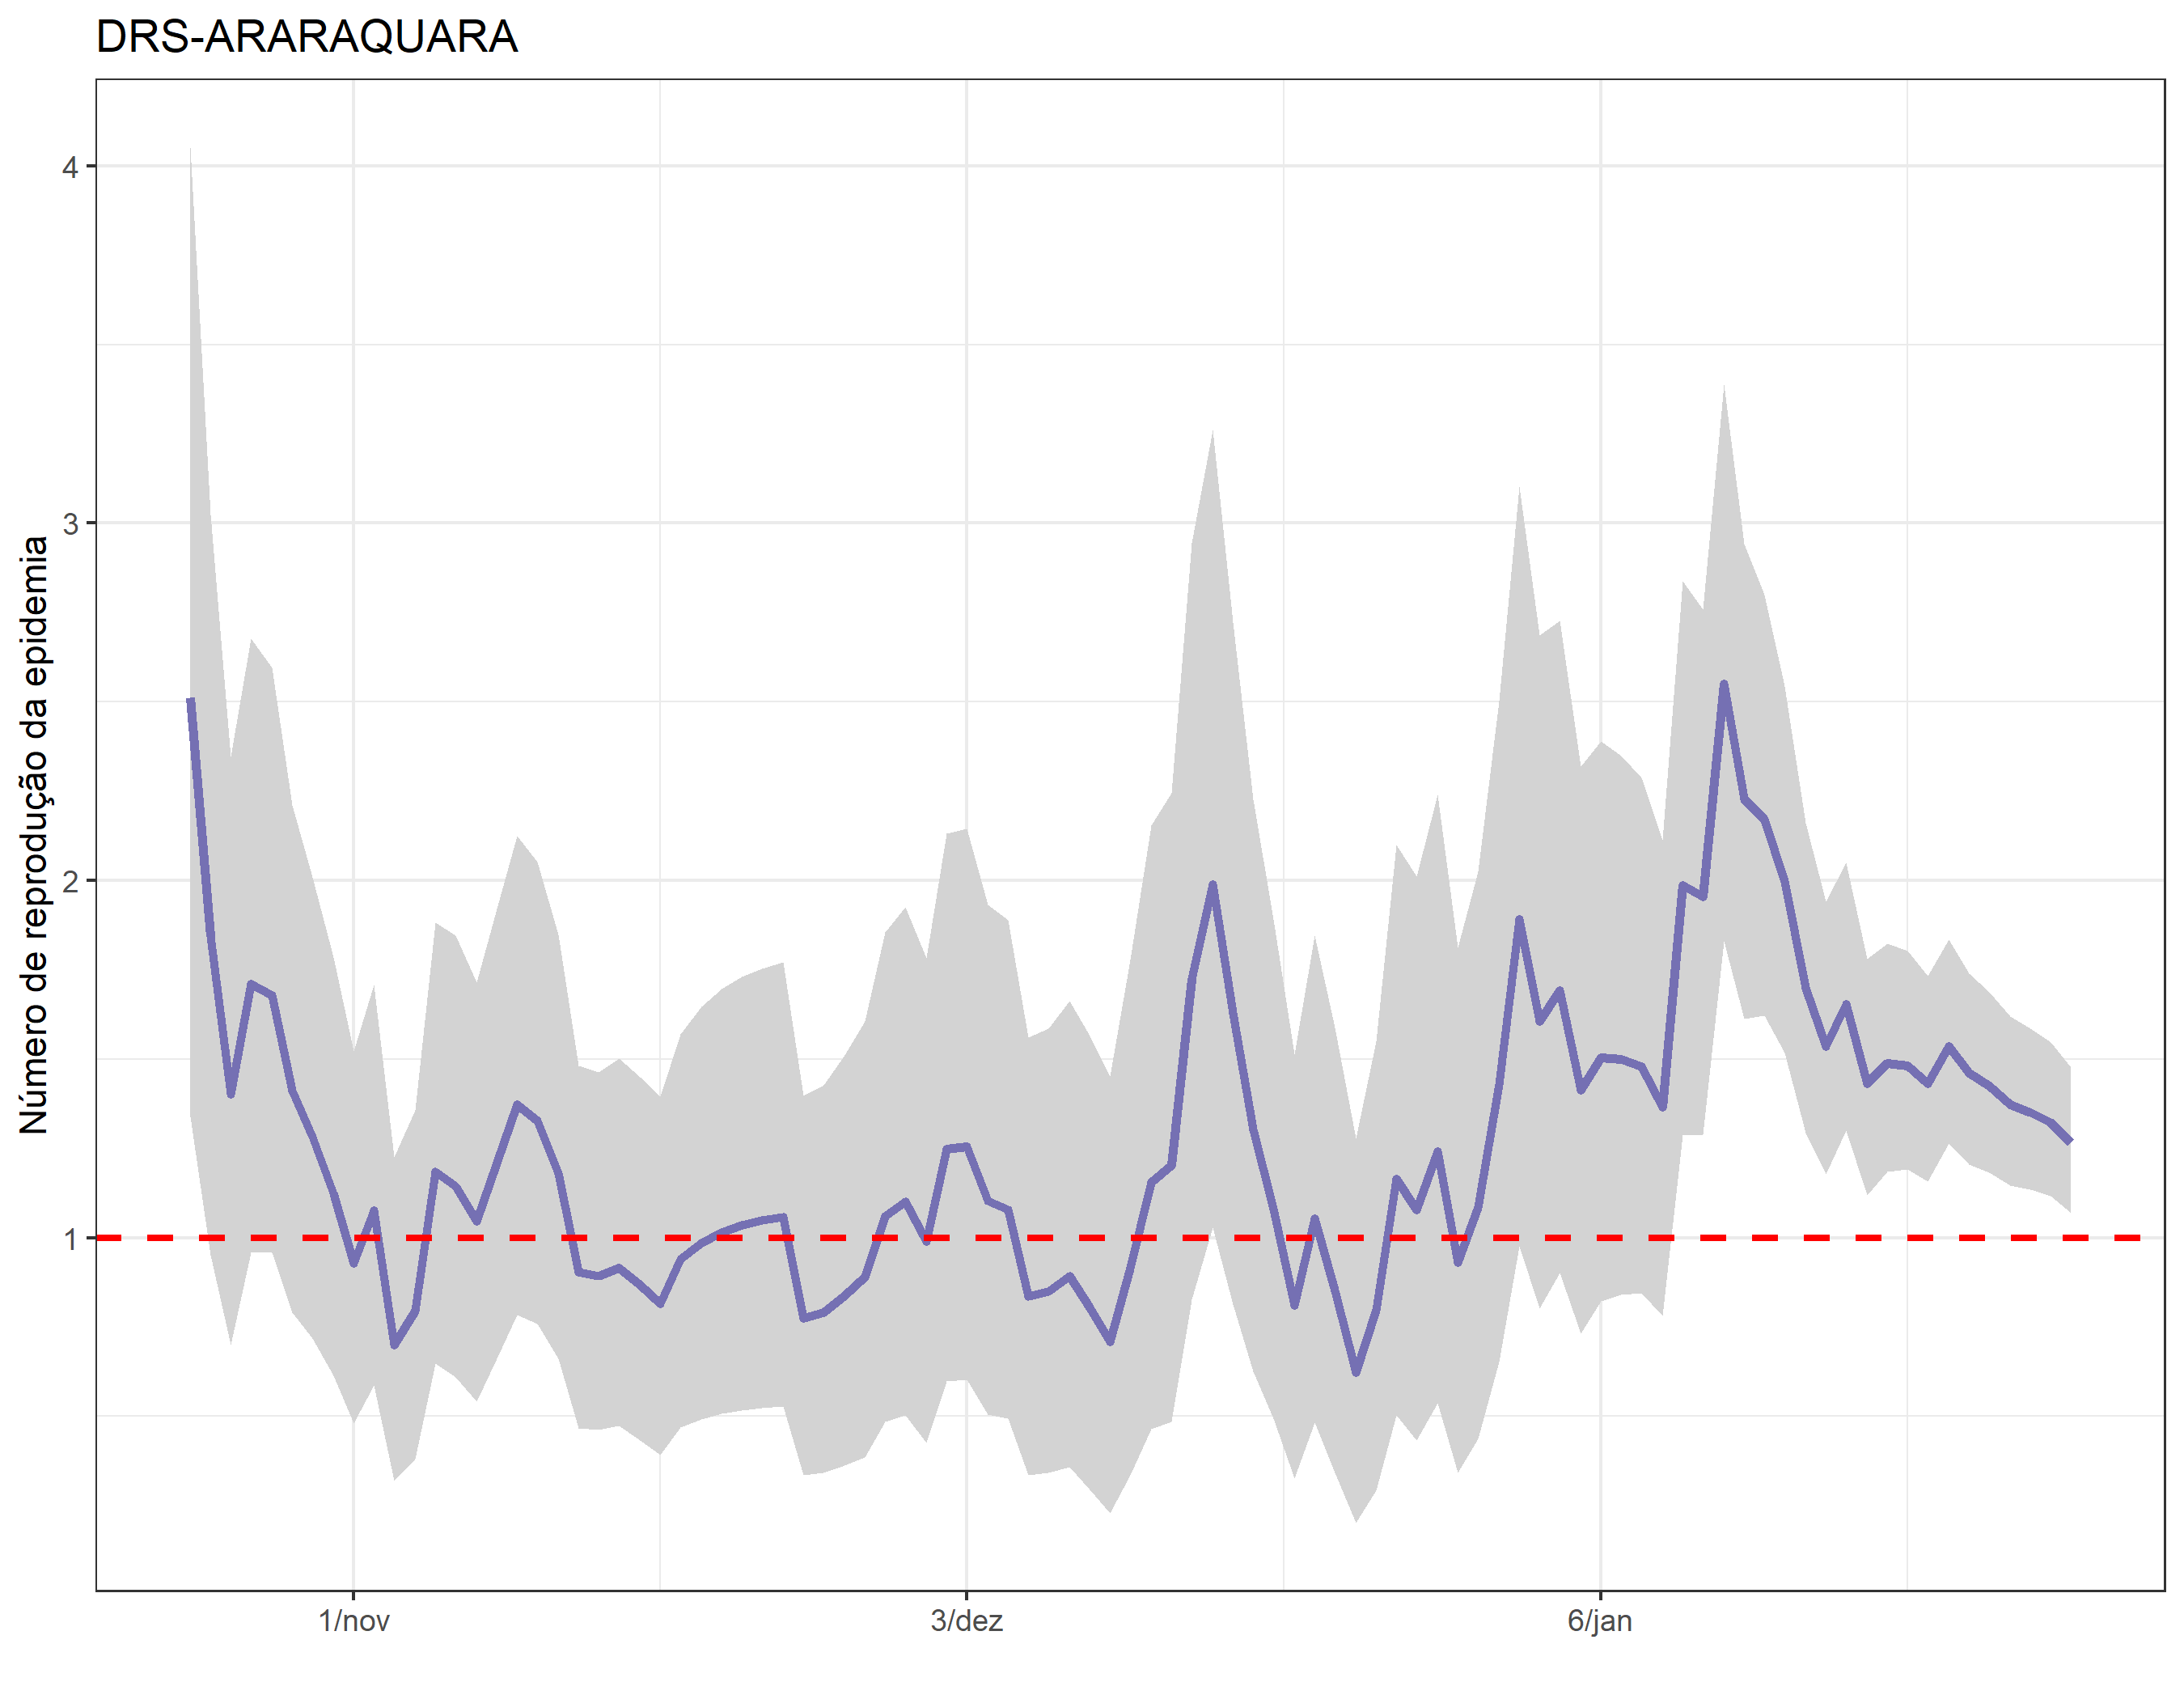 DRS-ARARAQUARA
Número de reprodução da epidemia
4
3
2
1
1/nov
3/dez
6/jan